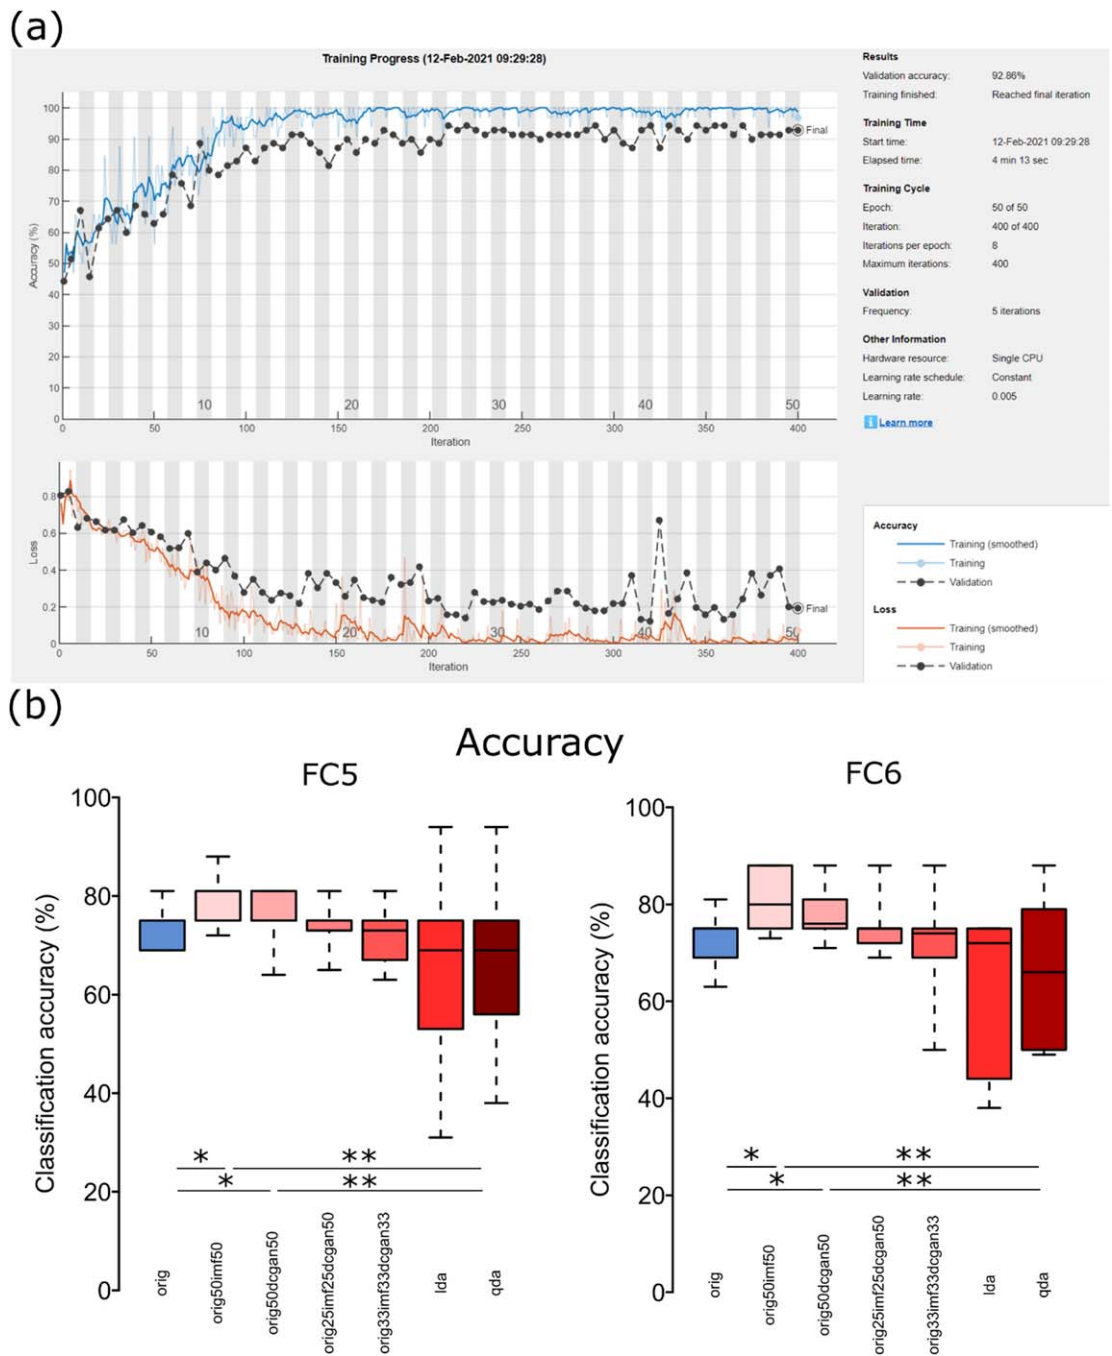 (a)
Training Progress (12-Feb-2021 09:29:28)
Accuracy (%)
100
90
80
70
60
50
40
30
20
10
0
10
20
30
40
50
0
50
100
150
200
250
300
350
400
Iteration
Final
Loss
0.8
0.6
0.4
0.2
0
10
20
30
40
50
0
50
100
150
200
250
300
350
400
Iteration
Final
Results
Validation accuracy: 92.86%
Training finished: Reached final iteration
Training Time
Start time: 12-Feb-2021 09:29:28
Elapsed time: 4 min 13 sec
Training Cycle
Epoch: 50 of 50
Iteration: 400 of 400
Iterations per epoch: 8
Maximum iterations: 400
Validation
Frequency: 5 iterations
Other Information
Hardware resource: Single CPU
Learning rate schedule: Constant
Learning rate: 0.005
i Learn more
Accuracy
Training (smoothed)
Training
Validation
Loss
Training (smoothed)
Training
Validation
(b)
Accuracy
FC5
Classification accuracy (%)
100
80
60
40
20
0
*
**
*
**
orig
orig50imf50
orig50dcgan50
orig25imf25dcgan50
orig33imf33dcgan33
lda
qda
FC6
Classification accuracy (%)
100
80
60
40
20
0
*
**
*
**
orig
orig50imf50
orig50dcgan50
orig25imf25dcgan50
orig33imf33dcgan33
lda
qda